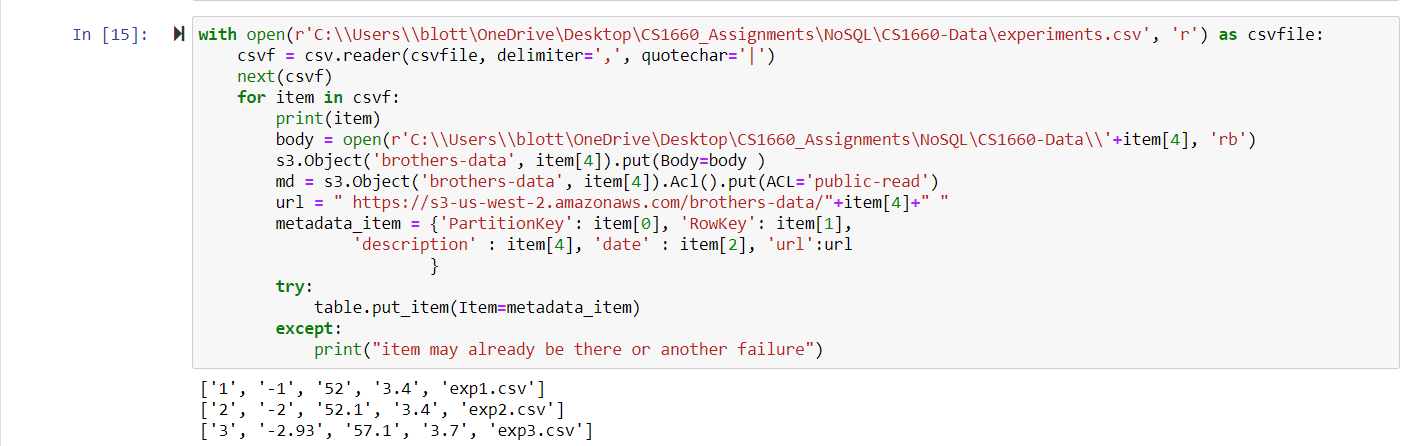 In [15]:
with open(r'C:\\Users\\blott\OneDrive\Desktop\CS1660_Assignments\NoSQL\CS1660-Data\experiments.csv', 'r') as csvfile:
    csvf = csv.reader(csvfile, delimiter=',', quotechar='|')
    next(csvf)
    for item in csvf:
        print(item)
        body = open(r'C:\\Users\\blott\OneDrive\Desktop\CS1660_Assignments\NoSQL\CS1660-Data\\'+item[4], 'rb')
        s3.Object('brothers-data', item[4]).put(Body=body )
        md = s3.Object('brothers-data', item[4]).Acl().put(ACL='public-read')
        url = " https://s3-us-west-2.amazonaws.com/brothers-data/"+item[4]+" "
        metadata_item = {'PartitionKey': item[0], 'RowKey': item[1],
                'description' : item[4], 'date' : item[2], 'url':url
                        }
        try:
            table.put_item(Item=metadata_item)
        except:
            print("item may already be there or another failure")
['1', '-1', '52', '3.4', 'exp1.csv']
['2', '-2', '52.1', '3.4', 'exp2.csv']
['3', '-2.93', '57.1', '3.7', 'exp3.csv']